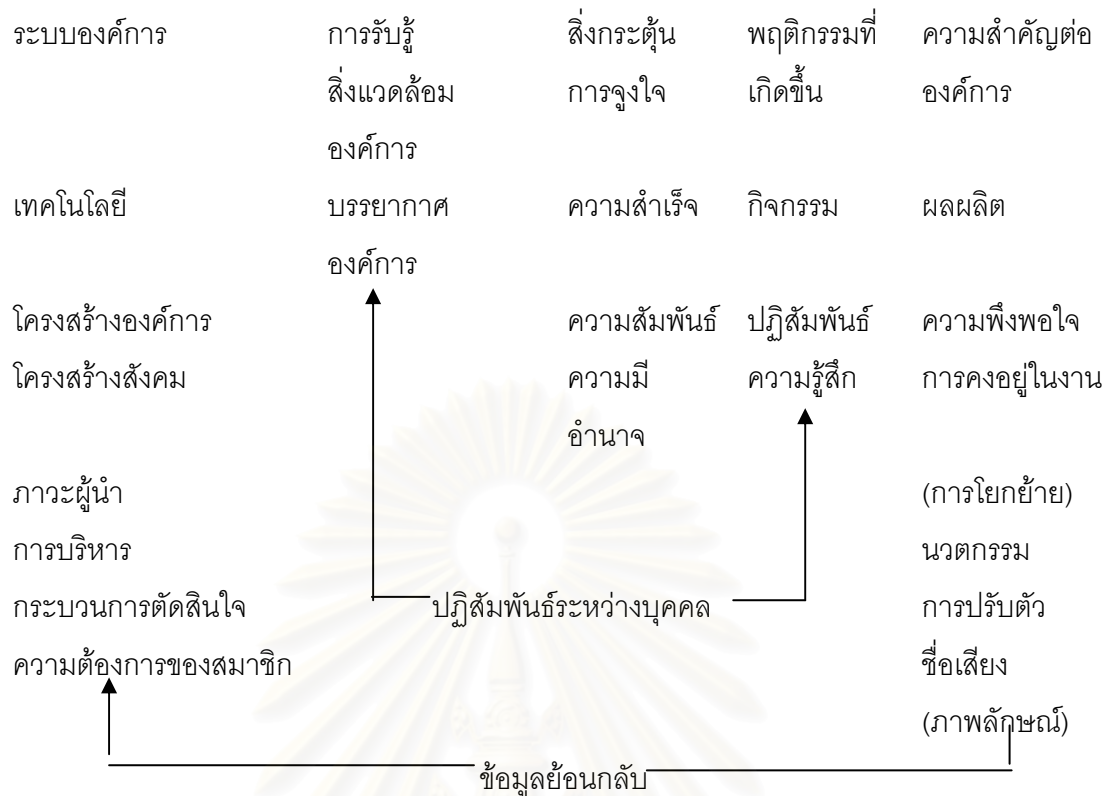 ระบบองค์การ การรับรู้ สิ่งกระตุ้น พฤติกรรมที่ ความสำคัญต่อ
สิ่งแวดล้อม การจูงใจ เกิดขึ้น องค์การ
องค์การ
เทคโนโลยี บรรยากาศ ความสำเร็จ กิจกรรม ผลผลิต
องค์การ
โครงสร้างองค์การ ความสัมพันธ์ ปฏิสัมพันธ์ ความพึงพอใจ
โครงสร้างสังคม ความมี ความรู้สึก การคงอยู่ในงาน
อำนาจ
ภาวะผู้นำ (การโยกย้าย)
การบริหาร นวตกรรม
กระบวนการตัดสินใจ ปฏิสัมพันธ์ระหว่างบุคคล การปรับตัว
ความต้องการของสมาชิก ชื่อเสียง
(ภาพลักษณ์)
ข้อมูลย้อนกลับ